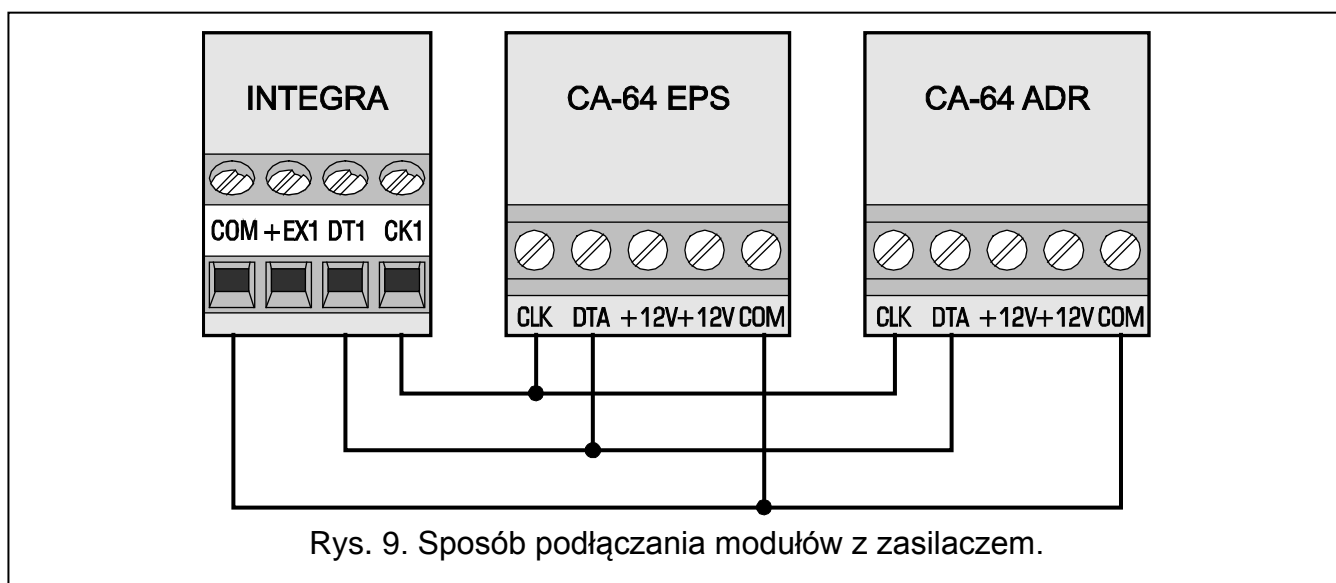 INTEGRA
CA-64 EPS
CA-64 ADR
COM +EX1 DT1 CK1
CLK DTA +12V+12V COM
CLK DTA +12V+12V COM
Rys. 9. Sposób podłączania modułów z zasilaczem.